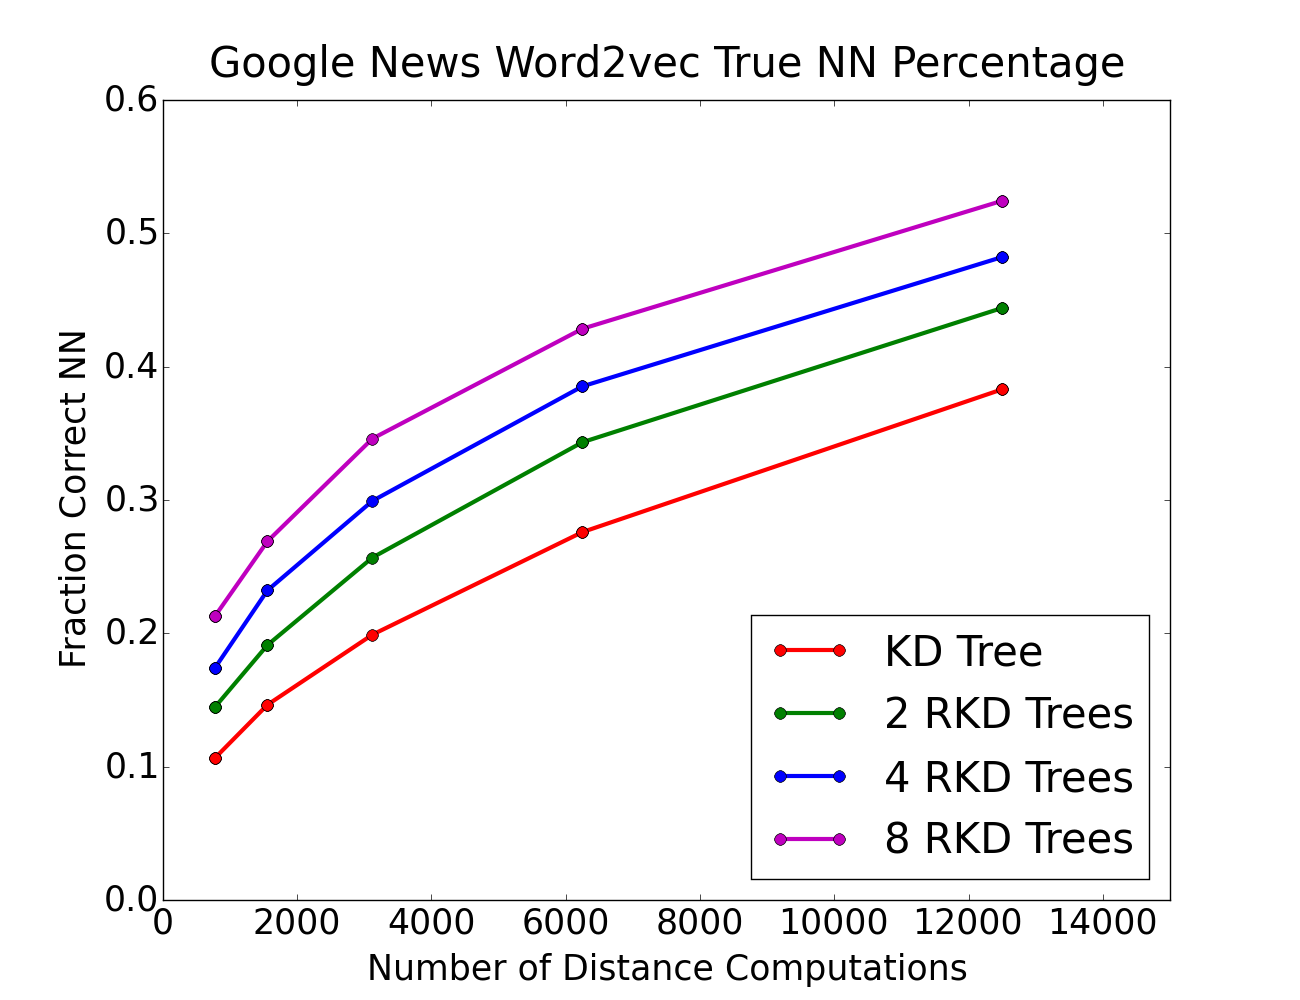 Google News Word2vec True NN Percentage
0.6
0.5
0.4
0.3
0.2
0.1
0.0
Fraction Correct NN
KD Tree
2 RKD Trees
4 RKD Trees
8 RKD Trees
0 2000 4000 6000 8000 10000 12000 14000
Number of Distance Computations